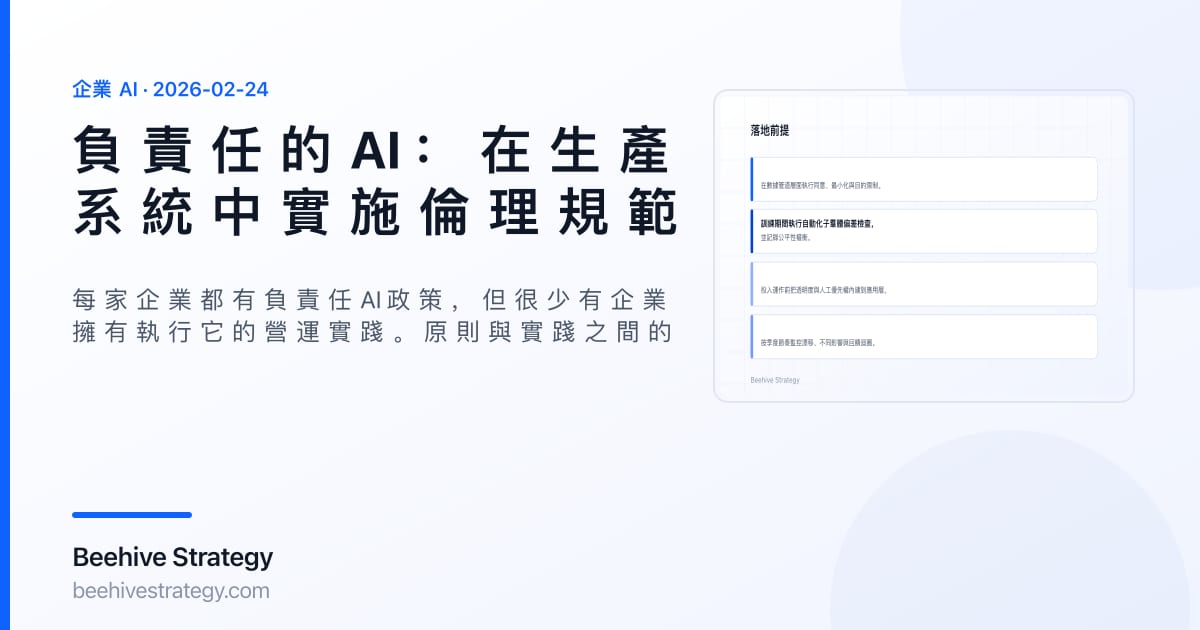 企業 AI · 2026-02-24
負責任的AI：在生產
系統中實施倫理規範
每家企業都有負責任AI政策，但很少有企業
擁有執行它的營運實踐。原則與實踐之間的
落地前提
在數據管道層面執行同意、最小化與目的限制。
訓練期間執行自動化子羣體偏差檢查，
並記錄公平性權衡。
投入運作前把透明度與人工優先權內建到應用層。
按季度節奏監控漂移、不同影響與回饋迴圈。
Beehive Strategy
Beehive Strategy
beehivestrategy.com